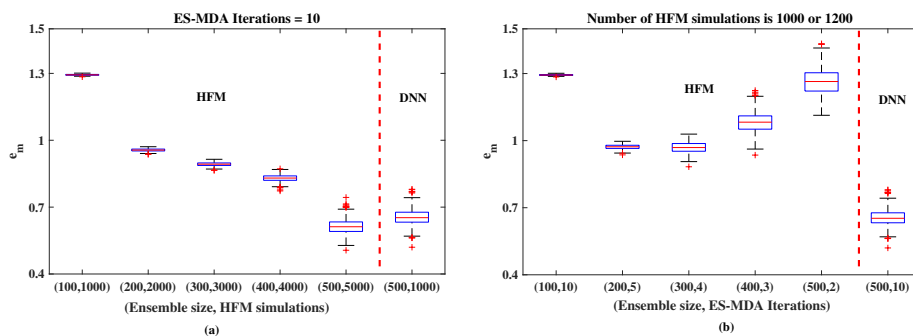 ES-MDA Iterations = 10
1.5
1.3
1
0.7
0.4
e_m
HFM
DNN
(100,1000) (200,2000) (300,3000) (400,4000) (500,5000) (500,1000)
(Ensemble size, HFM simulations)
(a)
Number of HFM simulations is 1000 or 1200
1.5
1.3
1
0.7
0.4
e_m
HFM
DNN
(100,10) (200,5) (300,4) (400,3) (500,2) (500,10)
(Ensemble size, ES-MDA Iterations)
(b)